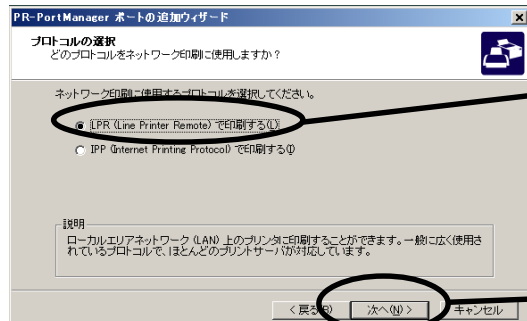 PR-PortManager ポートの追加ウィザード
プロトコルの選択
どのプロトコルをネットワーク印刷に使用しますか？
ネットワーク印刷に使用するプロトコルを選択してください。
LPR (Line Printer Remote) で印刷する(L)
IPP (Internet Printing Protocol) で印刷する(I)
説明
ローカルエリアネットワーク (LAN) 上のプリンタに印刷することができます。一般に広く使用さ
れているプロトコルで、ほとんどのプリントサーバが対応しています。
< 戻る(B) 次へ(N) > キャンセル